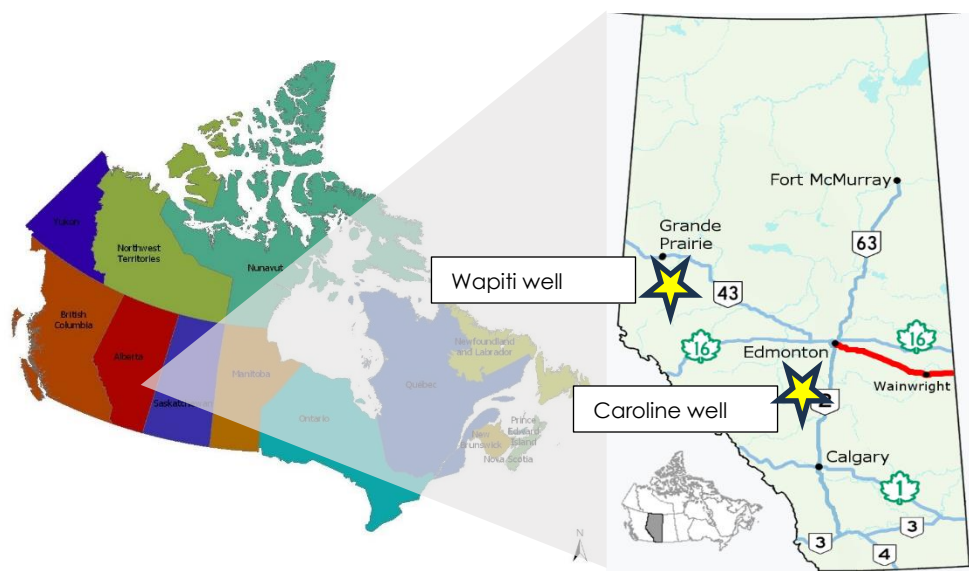 Yukon
Northwest
Territories
Nunavut
British
Columbia
Alberta
Saskatchewan
Manitoba
Ontario
Québec
Newfoundland
and Labrador
Prince
Edward
Island
New
Brunswick
Nova Scotia
N
Wapiti well
Caroline well
Fort McMurray
Grande
Prairie
63
43
16
16
Edmonton
Wainwright
2
Calgary
1
3
3
4